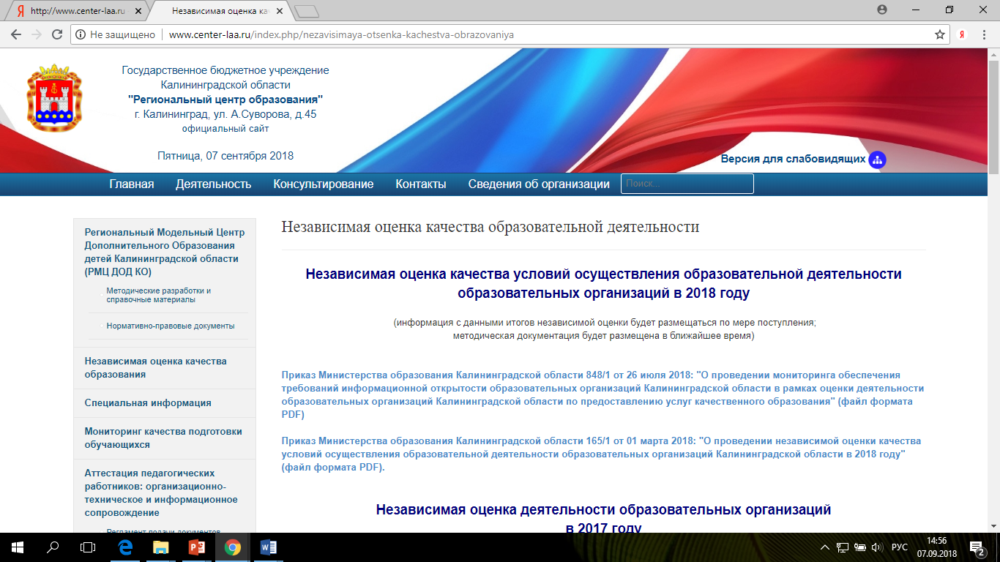 http://www.center-laa.ru
Независимая оценка ка
Не защищено
www.center-laa.ru/index.php/nezavisimaya-otsenka-kachestva-obrazovaniya
Государственное бюджетное учреждение
Калининградской области
"Региональный центр образования"
г. Калининград, ул. А.Суворова, д.45
официальный сайт
Пятница, 07 сентября 2018
Версия для слабовидящих
Главная Деятельность Консультирование Контакты Сведения об организации Поиск...
Региональный Модельный Центр
Дополнительного Образования
детей Калининградской области
(РМЦ ДОД КО)
Методические разработки и
справочные материалы
Нормативно-правовые документы
Независимая оценка качества
образования
Специальная информация
Мониторинг качества подготовки
обучающихся
Аттестация педагогических
работников: организационно-
техническое и информационное
сопровождение
Регламент подачи документов
Независимая оценка качества образовательной деятельности
Независимая оценка качества условий осуществления образовательной деятельности
образовательных организаций в 2018 году
(информация с данными итогов независимой оценки будет размещаться по мере поступления;
методическая документация будет размещена в ближайшее время)
Приказ Министерства образования Калининградской области 848/1 от 26 июля 2018: "О проведении мониторинга обеспечения
требований информационной открытости образовательных организаций Калининградской области в рамках оценки деятельности
образовательных организаций Калининградской области по предоставлению услуг качественного образования" (файл формата
PDF)
Приказ Министерства образования Калининградской области 165/1 от 01 марта 2018: "О проведении независимой оценки качества
условий осуществления образовательной деятельности образовательных организаций Калининградской области в 2018 году"
(файл формата PDF).
Независимая оценка деятельности образовательных организаций
в 2017 году
РУС
14:56
07.09.2018
2